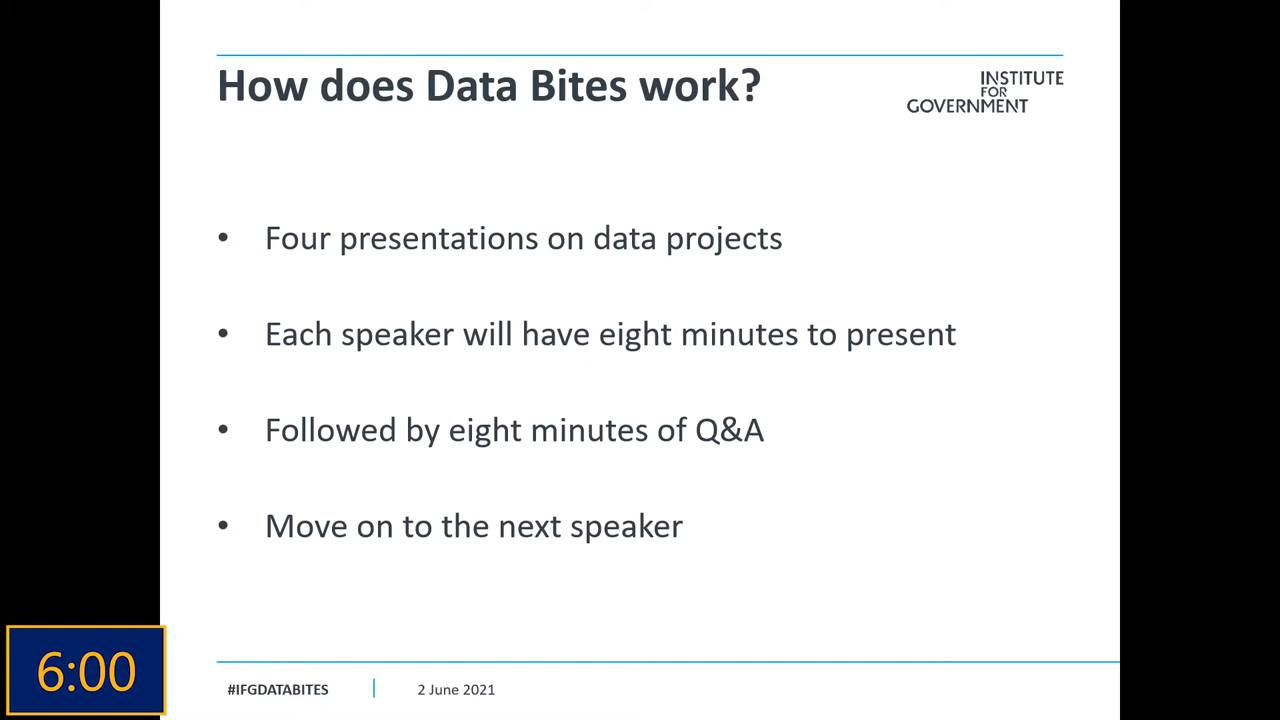 How does Data Bites work?
INSTITUTE
FOR
GOVERNMENT
• Four presentations on data projects
• Each speaker will have eight minutes to present
• Followed by eight minutes of Q&A
• Move on to the next speaker
6:00
#IFGDATABITES
2 June 2021